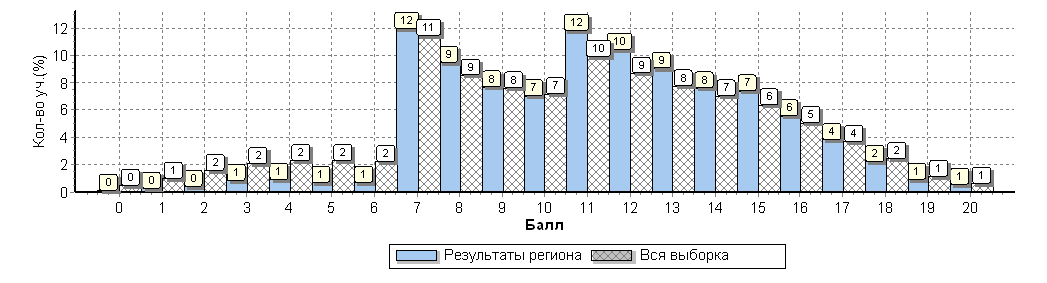 Кол-во уч.(%)
12
10
8
6
4
2
0
0 0 0 1 0 2 1 2 1 2 1 2 1 2 12 11 9 9 8 8 7 7 12 10 10 9 9 8 8 7 7 6 6 5 4 4 2 2 1 1 1 1
0 1 2 3 4 5 6 7 8 9 10 11 12 13 14 15 16 17 18 19 20
Балл
Результаты региона Вся выборка